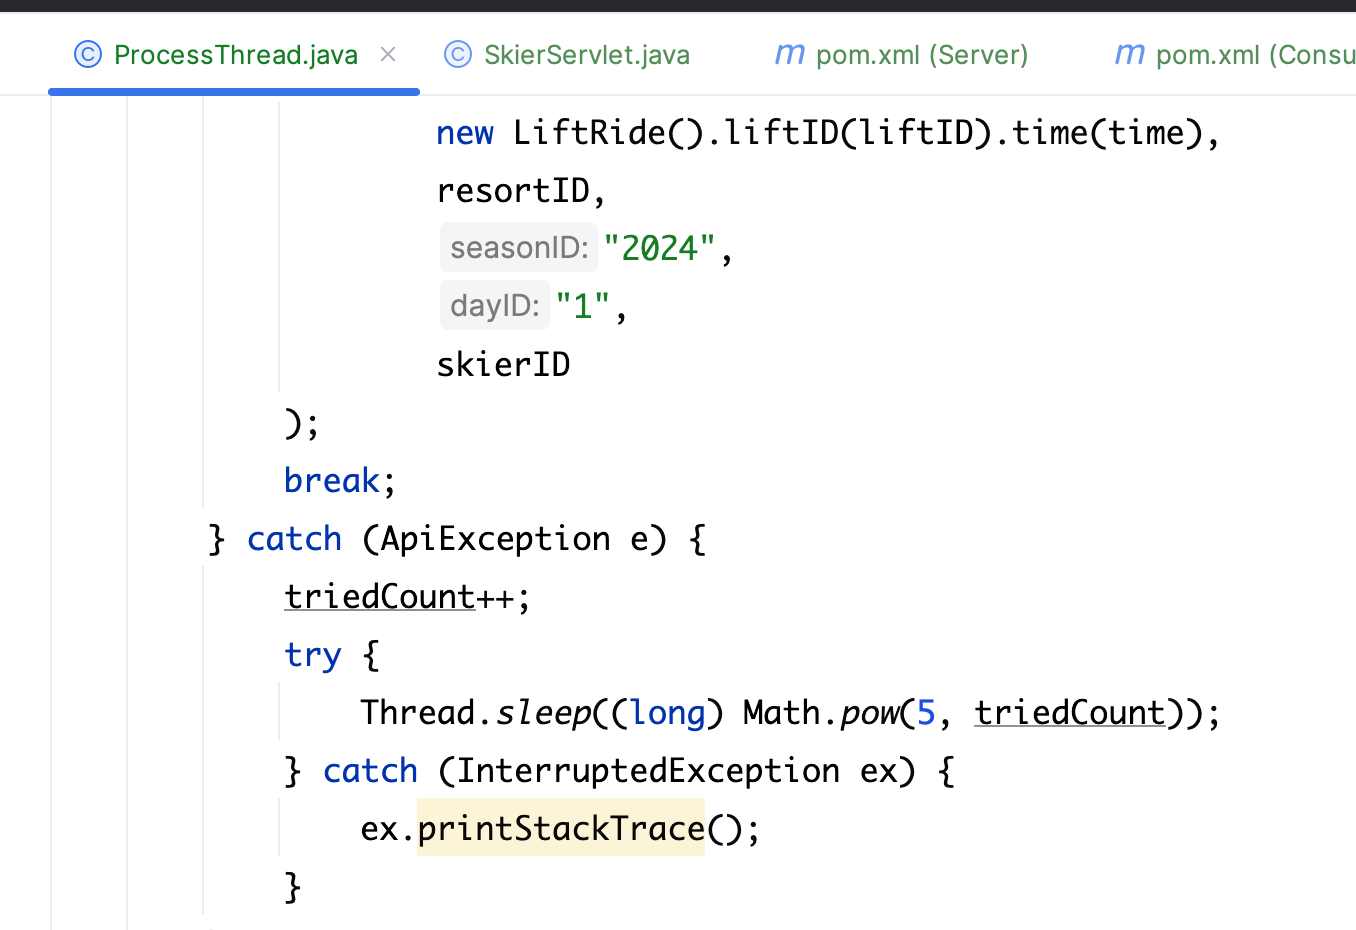 ProcessThread.java × SkierServlet.java pom.xml (Server) pom.xml (Consu
new LiftRide().liftID(liftID).time(time),
resortID,
seasonID: "2024",
dayID: "1",
skierID
);
break;
} catch (ApiException e) {
triedCount++;
try {
Thread.sleep((long) Math.pow(5, triedCount));
} catch (InterruptedException ex) {
ex.printStackTrace();
}